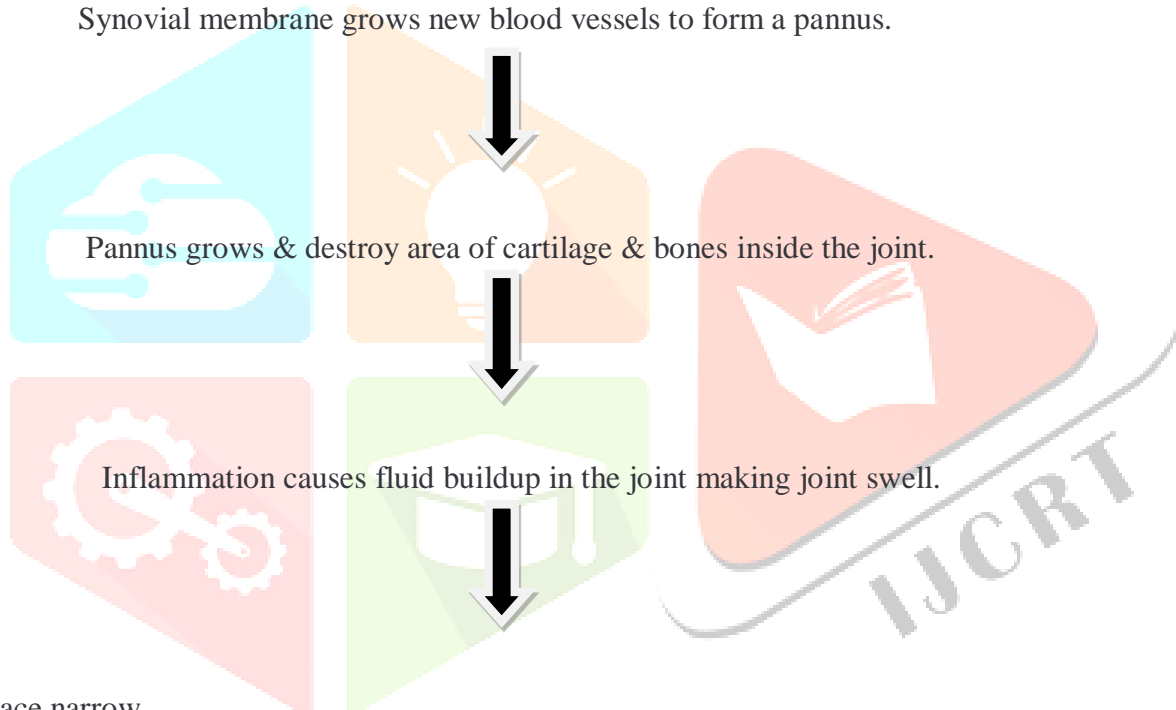 Synovial membrane grows new blood vessels to form a pannus.
Pannus grows & destroy area of cartilage & bones inside the joint.
Inflammation causes fluid buildup in the joint making joint swell.
IJCRT
narrow